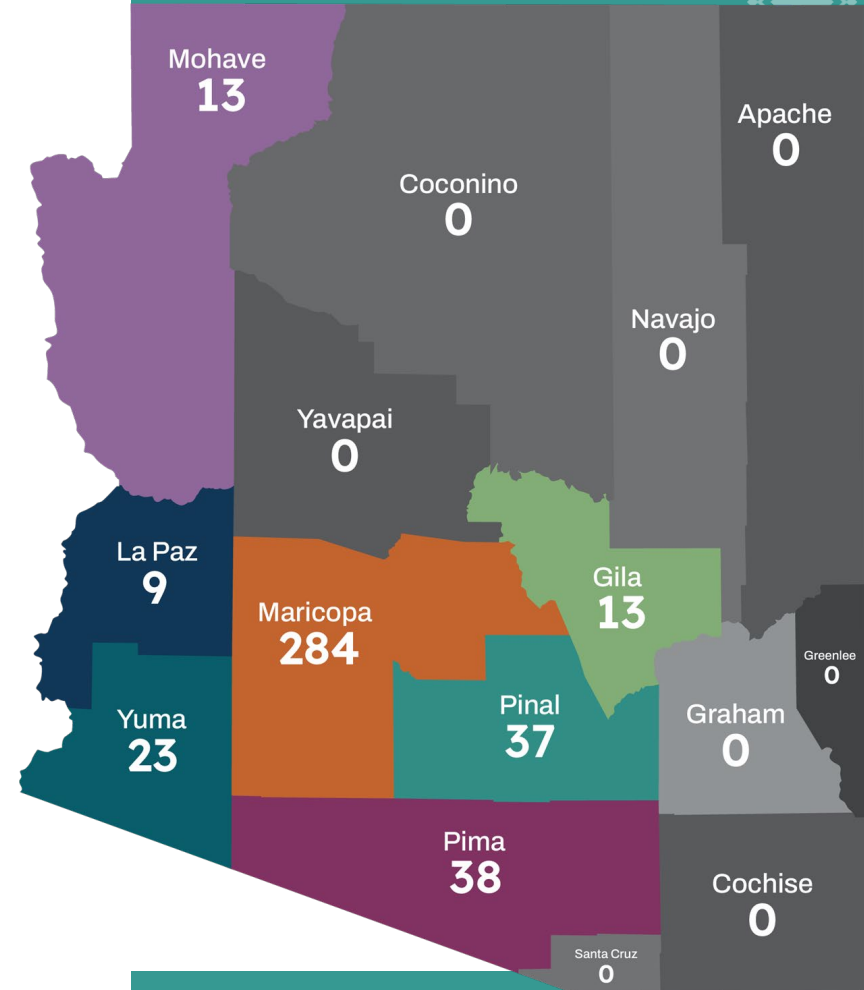 Mohave
13
Apache
0
Coconino
0
Navajo
0
Yavapai
0
La Paz
9
Gila
13
Maricopa
284
Greenlee
0
Pinal
37
Graham
0
Yuma
23
Pima
38
Cochise
0
Santa Cruz
0